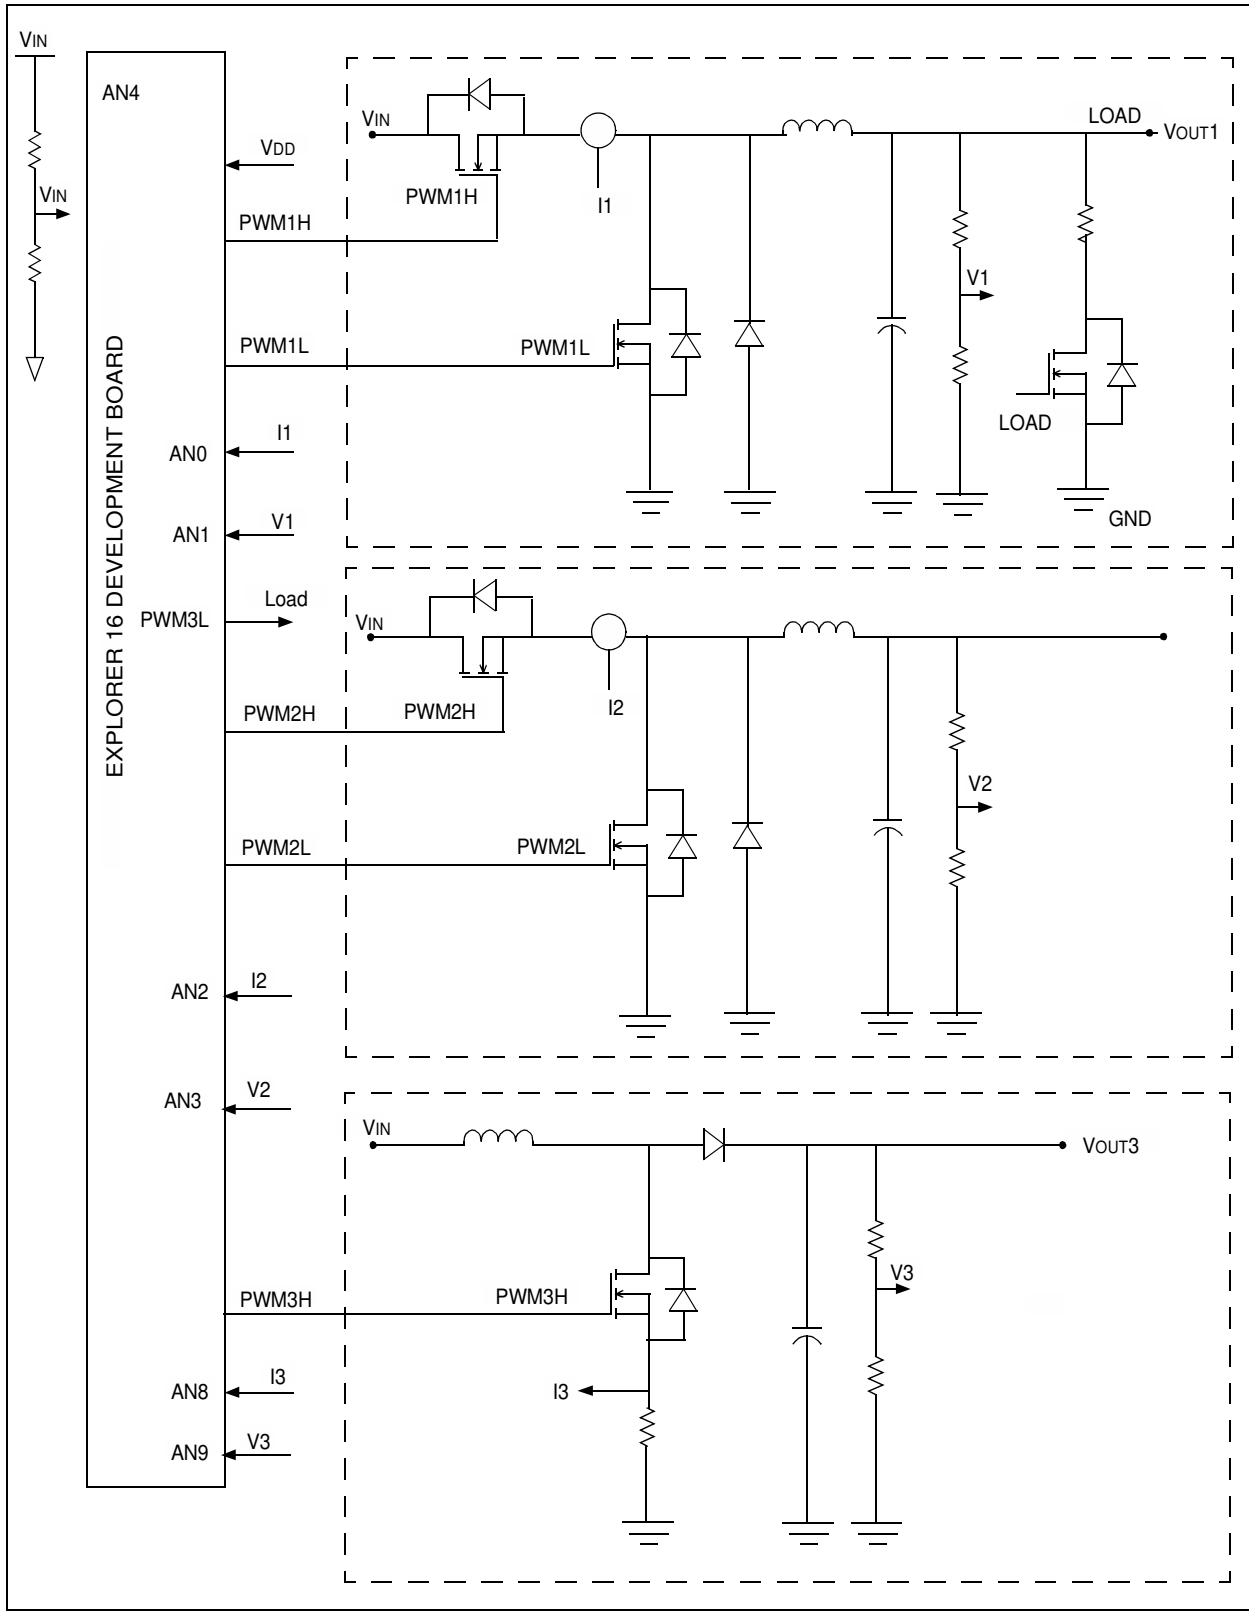 VIN
AN4
VDD
VIN
PWM1H
PWM1L
EXPLORER 16 DEVELOPMENT BOARD
AN0
I1
AN1
V1
PWM3L
Load
PWM2H
PWM2L
AN2
I2
AN3
V2
PWM3H
AN8
I3
AN9
V3
VIN
PWM1H
I1
LOAD
VOUT1
PWM1L
V1
LOAD
GND
VIN
PWM2H
I2
PWM2L
V2
VIN
VOUT3
PWM3H
V3
I3